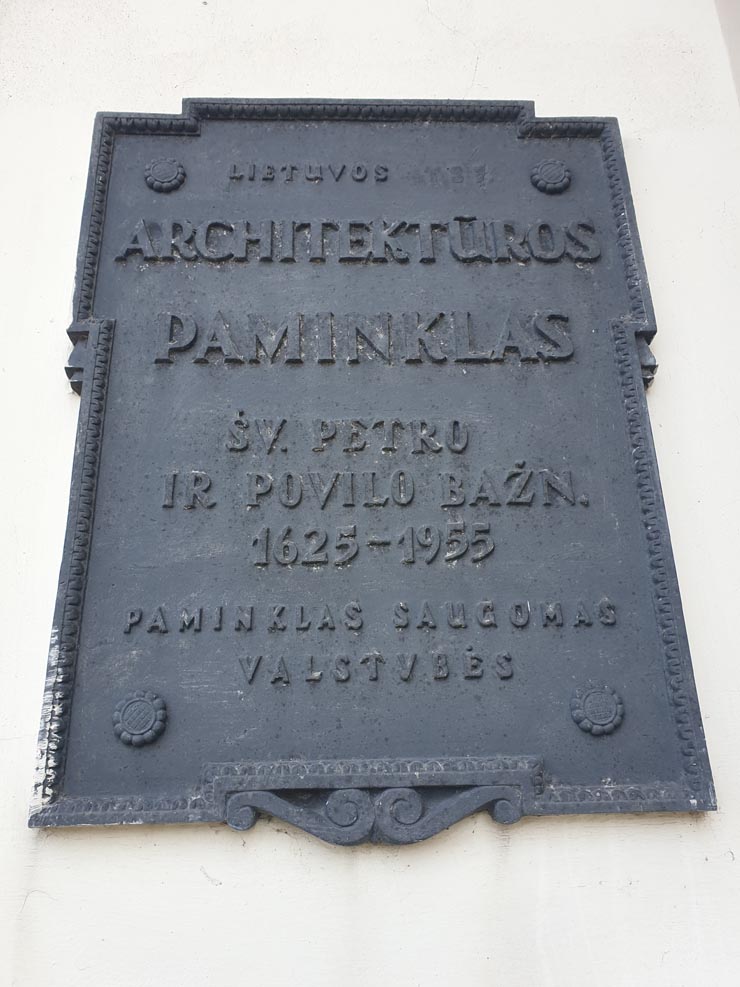 LIETUVOS
ARCHITEKTŪROS
PAMINKLAS
ŠV. PETRO
IR POVILO BAŽN.
1625-1955
PAMINKLAS SAUGOMAS
VALSTYBĖS